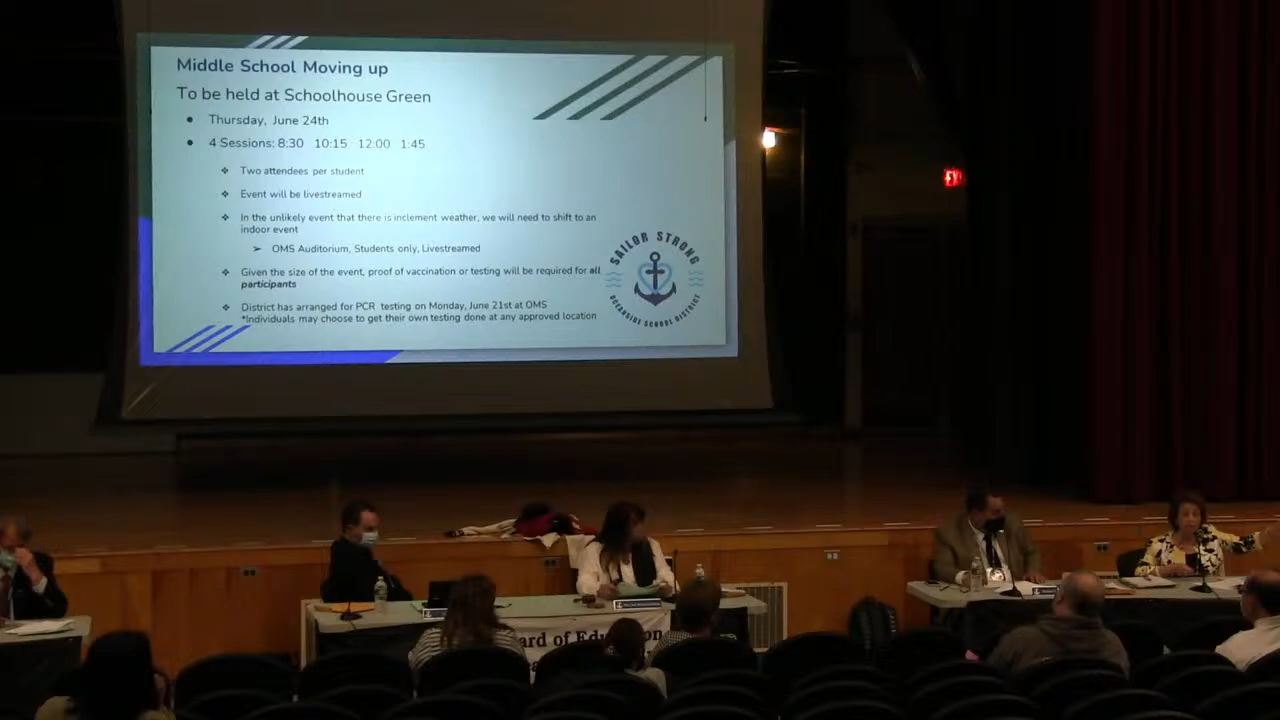 Middle School Moving up
To be held at Schoolhouse Green
Thursday, June 24th
4 Sessions: 8:30 10:15 12:00 1:45
Two attendees per student
Event will be livestreamed
In the unlikely event that there is inclement weather, we will need to shift to an
indoor event
OMS Auditorium, Students only, Livestreamed
Given the size of the event, proof of vaccination or testing will be required for all
participants
District has arranged for PCR testing on Monday, June 21st at OMS
*Individuals may choose to get their own testing done at any approved location
SAILOR STRONG
OCEANSIDE SCHOOL DISTRICT
ard of Edu